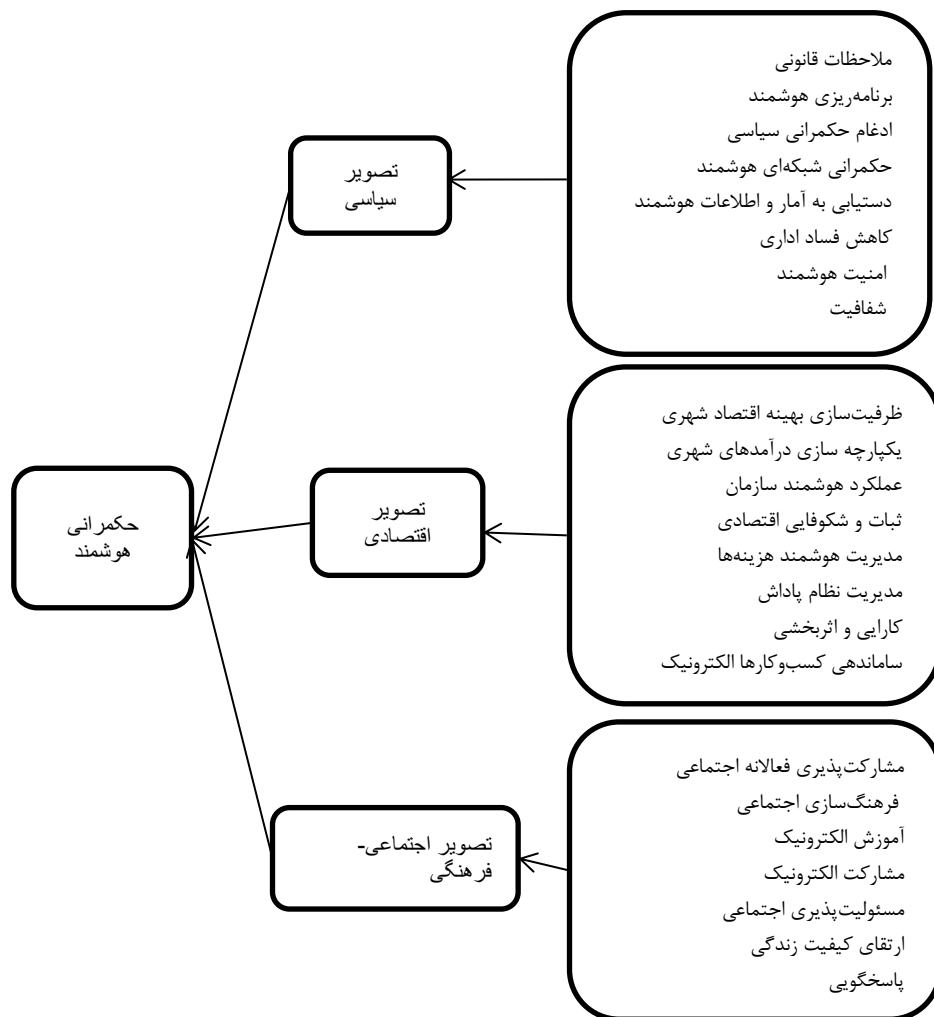 ملاحظات قانونی
برنامه‌ریزی هوشمند
ادغام حکمرانی سیاسی
حکمرانی شبکه‌ای هوشمند
دستیابی به آمار و اطلاعات هوشمند
کاهش فساد اداری
امنیت هوشمند
شفافیت
تصویر
سیاسی
ظرفیت‌سازی بهینه اقتصاد شهری
یکپارچه سازی درآمدهای شهری
عملکرد هوشمند سازمان
ثبات و شکوفایی اقتصادی
مدیریت هوشمند هزینه‌ها
مدیریت نظام پاداش
کارایی و اثربخشی
ساماندهی کسب‌وکارها الکترونیک
تصویر
اقتصادی
حکمرانی
هوشمند
مشارکت‌پذیری فعالانه اجتماعی
فرهنگ‌سازی اجتماعی
آموزش الکترونیک
مشارکت الکترونیک
مسئولیت‌پذیری اجتماعی
ارتقای کیفیت زندگی
پاسخگویی
تصویر اجتماعی-
فرهنگی